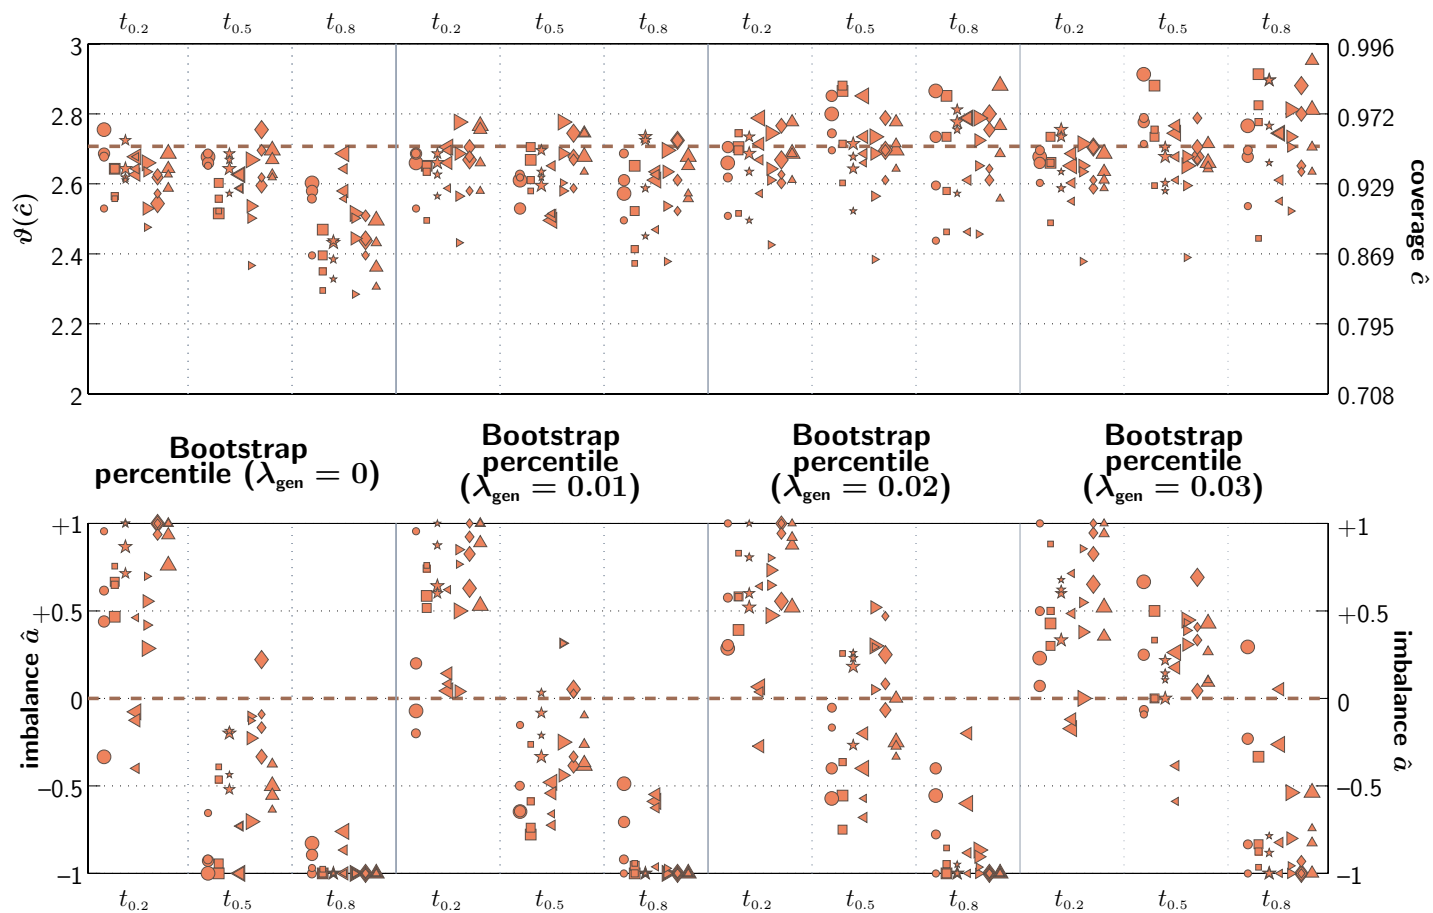 t0.2 t0.5 t0.8 t0.2 t0.5 t0.8 t0.2 t0.5 t0.8 t0.2 t0.5 t0.8
3 0.996
2.8 0.972
2.6 0.929
2.4 0.869
2.2 0.795
2 0.708
ϑ(ĉ)
coverage ĉ
Bootstrap
percentile (λgen = 0)
Bootstrap
percentile
(λgen = 0.01)
Bootstrap
percentile
(λgen = 0.02)
Bootstrap
percentile
(λgen = 0.03)
+1 +1
+0.5 +0.5
0 0
−0.5 −0.5
−1 −1
imbalance â
imbalance â
t0.2 t0.5 t0.8 t0.2 t0.5 t0.8 t0.2 t0.5 t0.8 t0.2 t0.5 t0.8